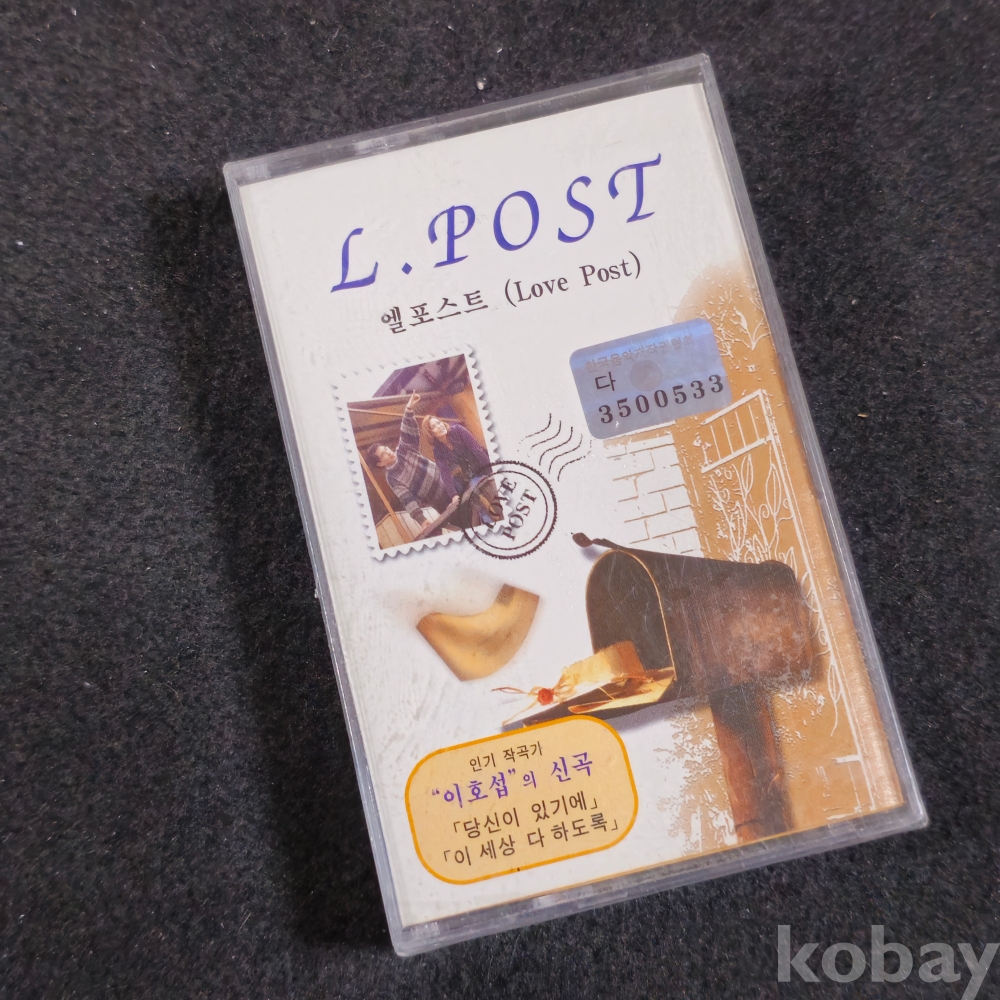 L.POST
엘포스트 (Love Post)
다
3500533
LOVE
POST
인기 작곡가
“이호섭”의 신곡
「당신이 있기에」
「이 세상 다 하도록」
kobay